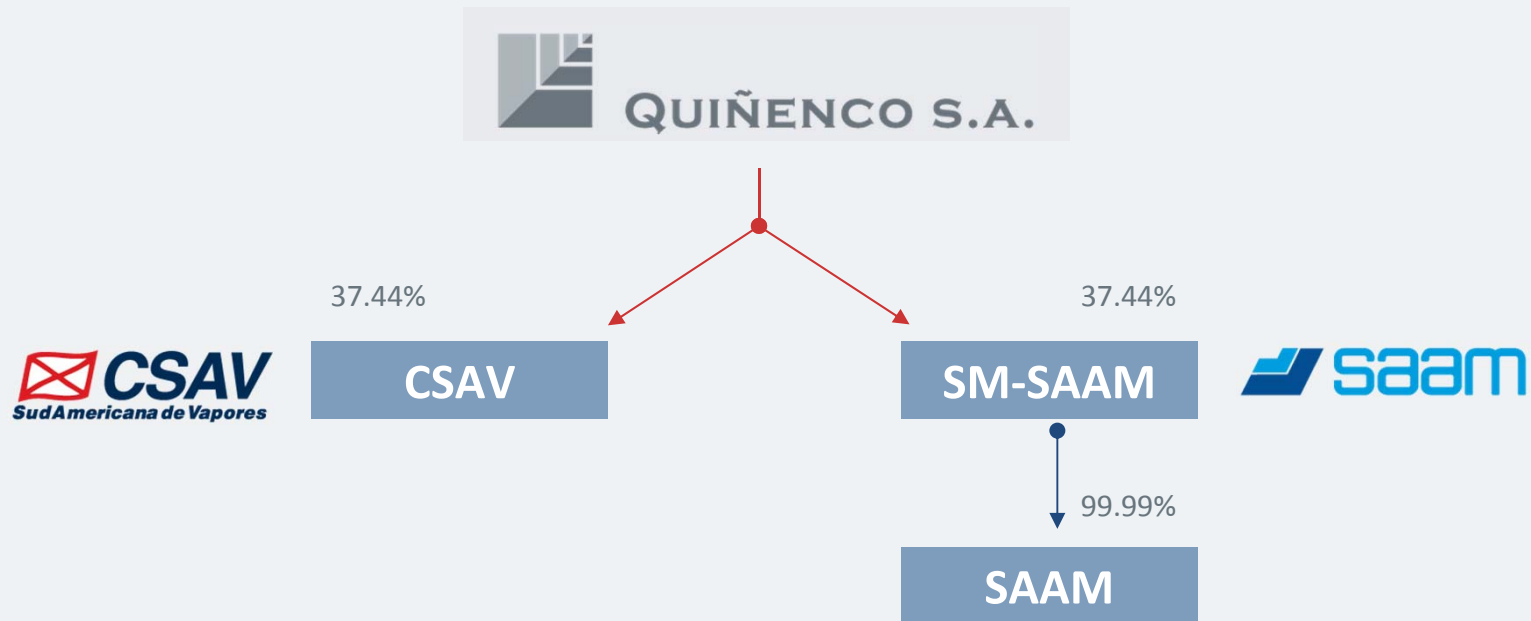 QUIÑENCO S.A.
37.44%
37.44%
CSAV
SudAmericana de Vapores
CSAV
SM-SAAM
saam
99.99%
SAAM